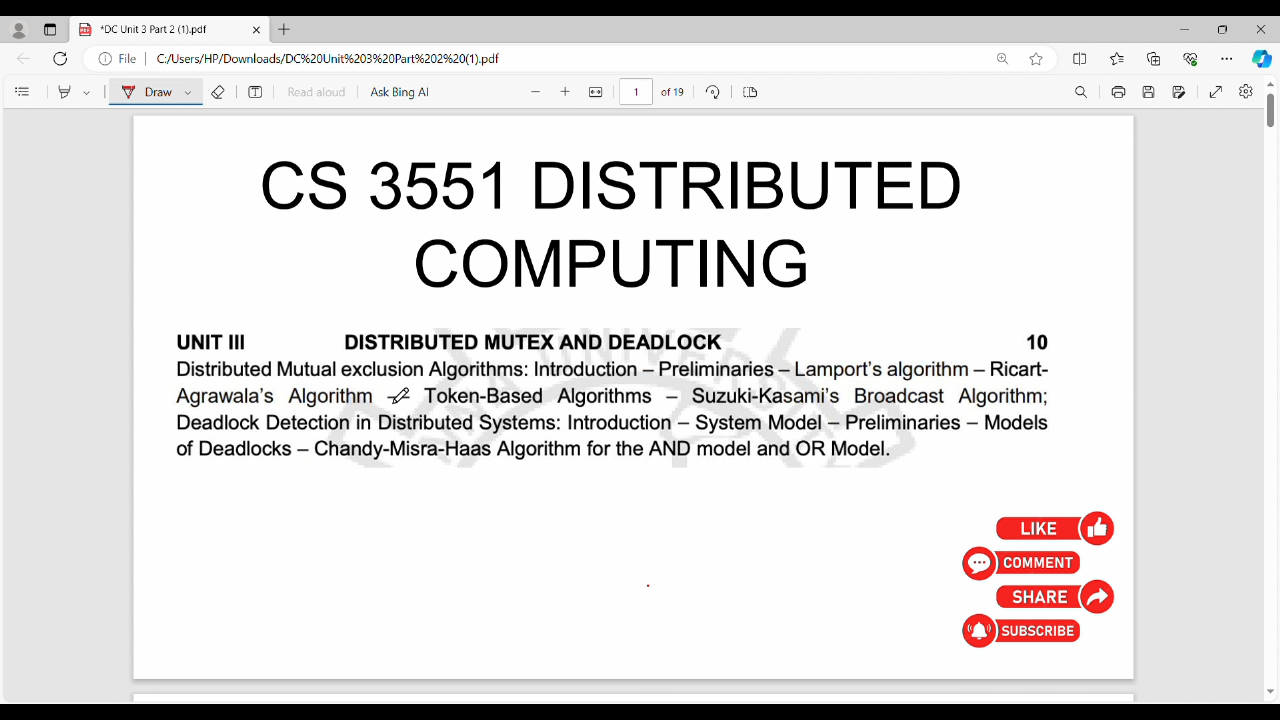 *DC Unit 3 Part 2 (1).pdf
File
C:/Users/HP/Downloads/DC%20Unit%203%20Part%202%20(1).pdf
Draw
Read aloud
Ask Bing AI
1
of 19
CS 3551 DISTRIBUTED
COMPUTING
UNIT III DISTRIBUTED MUTEX AND DEADLOCK 10
Distributed Mutual exclusion Algorithms: Introduction – Preliminaries – Lamport's algorithm – Ricart-
Agrawala's Algorithm – Token-Based Algorithms – Suzuki-Kasami's Broadcast Algorithm;
Deadlock Detection in Distributed Systems: Introduction – System Model – Preliminaries – Models
of Deadlocks – Chandy-Misra-Haas Algorithm for the AND model and OR Model.
LIKE
COMMENT
SHARE
SUBSCRIBE